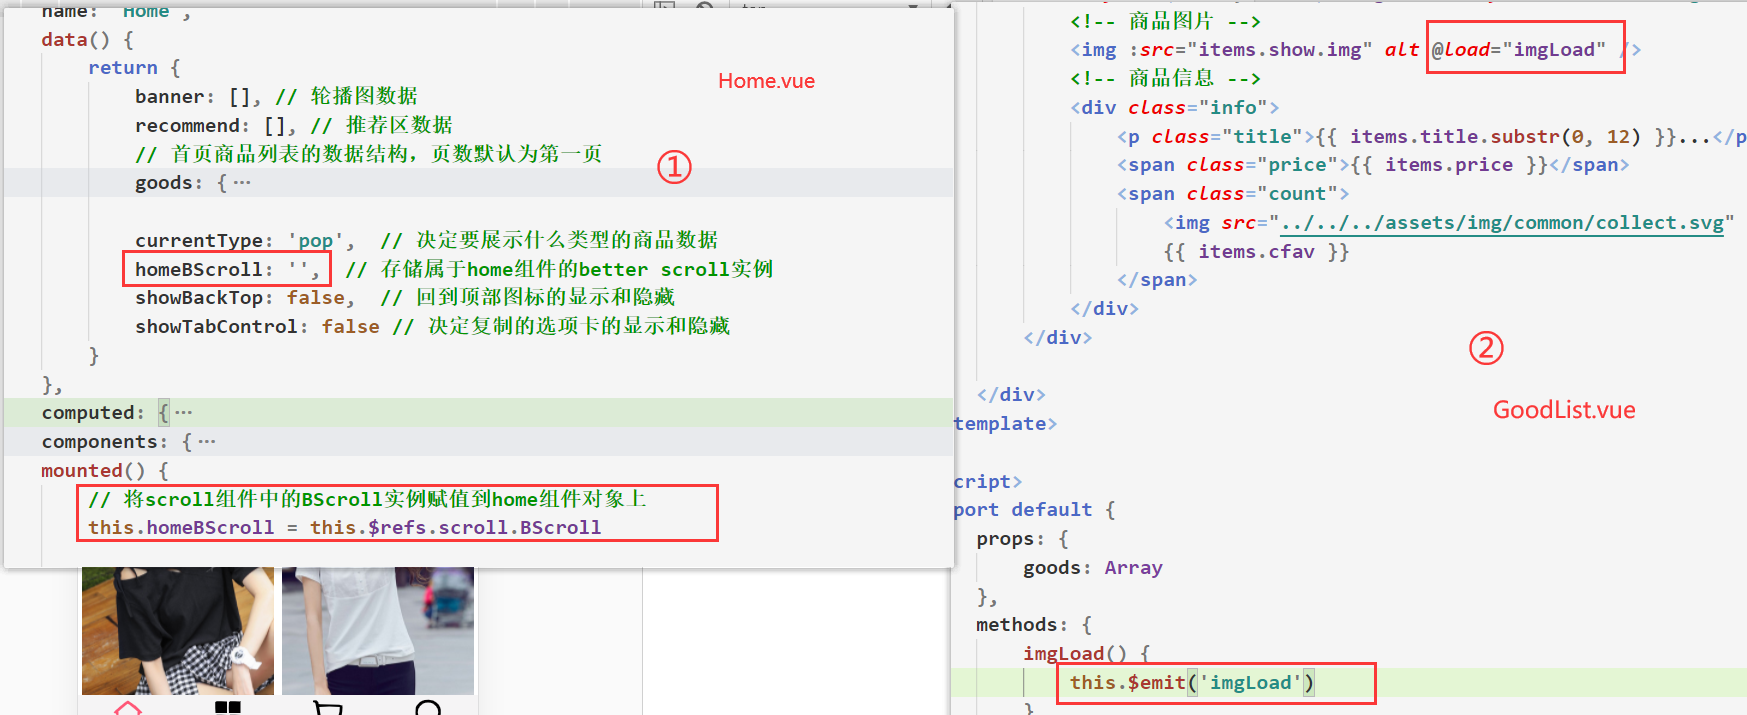 name: 'Home',
data() {
return {
banner: [], // 轮播图数据
recommend: [], // 推荐区数据
// 首页商品列表的数据结构，页数默认为第一页
goods: {···
currentType: 'pop',  // 决定要展示什么类型的商品数据
homeBScroll: '',  // 存储属于home组件的better scroll实例
showBackTop: false,  // 回到顶部图标的显示和隐藏
showTabControl: false // 决定复制的选项卡的显示和隐藏
}
},
computed: {···
components: {···
mounted() {
// 将scroll组件中的BScroll实例赋值到home组件对象上
this.homeBScroll = this.$refs.scroll.BScroll
Home.vue
①
<!-- 商品图片 -->
<img :src="items.show.img" alt @load="imgLoad" />
<!-- 商品信息 -->
<div class="info">
<p class="title">{{ items.title.substr(0, 12) }}...</p
<span class="price">{{ items.price }}</span>
<span class="count">
<img src="../../../assets/img/common/collect.svg"
{{ items.cfav }}
</span>
</div>
</div>
</div>
template>
cript>
port default {
props: {
goods: Array
},
methods: {
imgLoad() {
this.$emit('imgLoad')
}
②
GoodList.vue